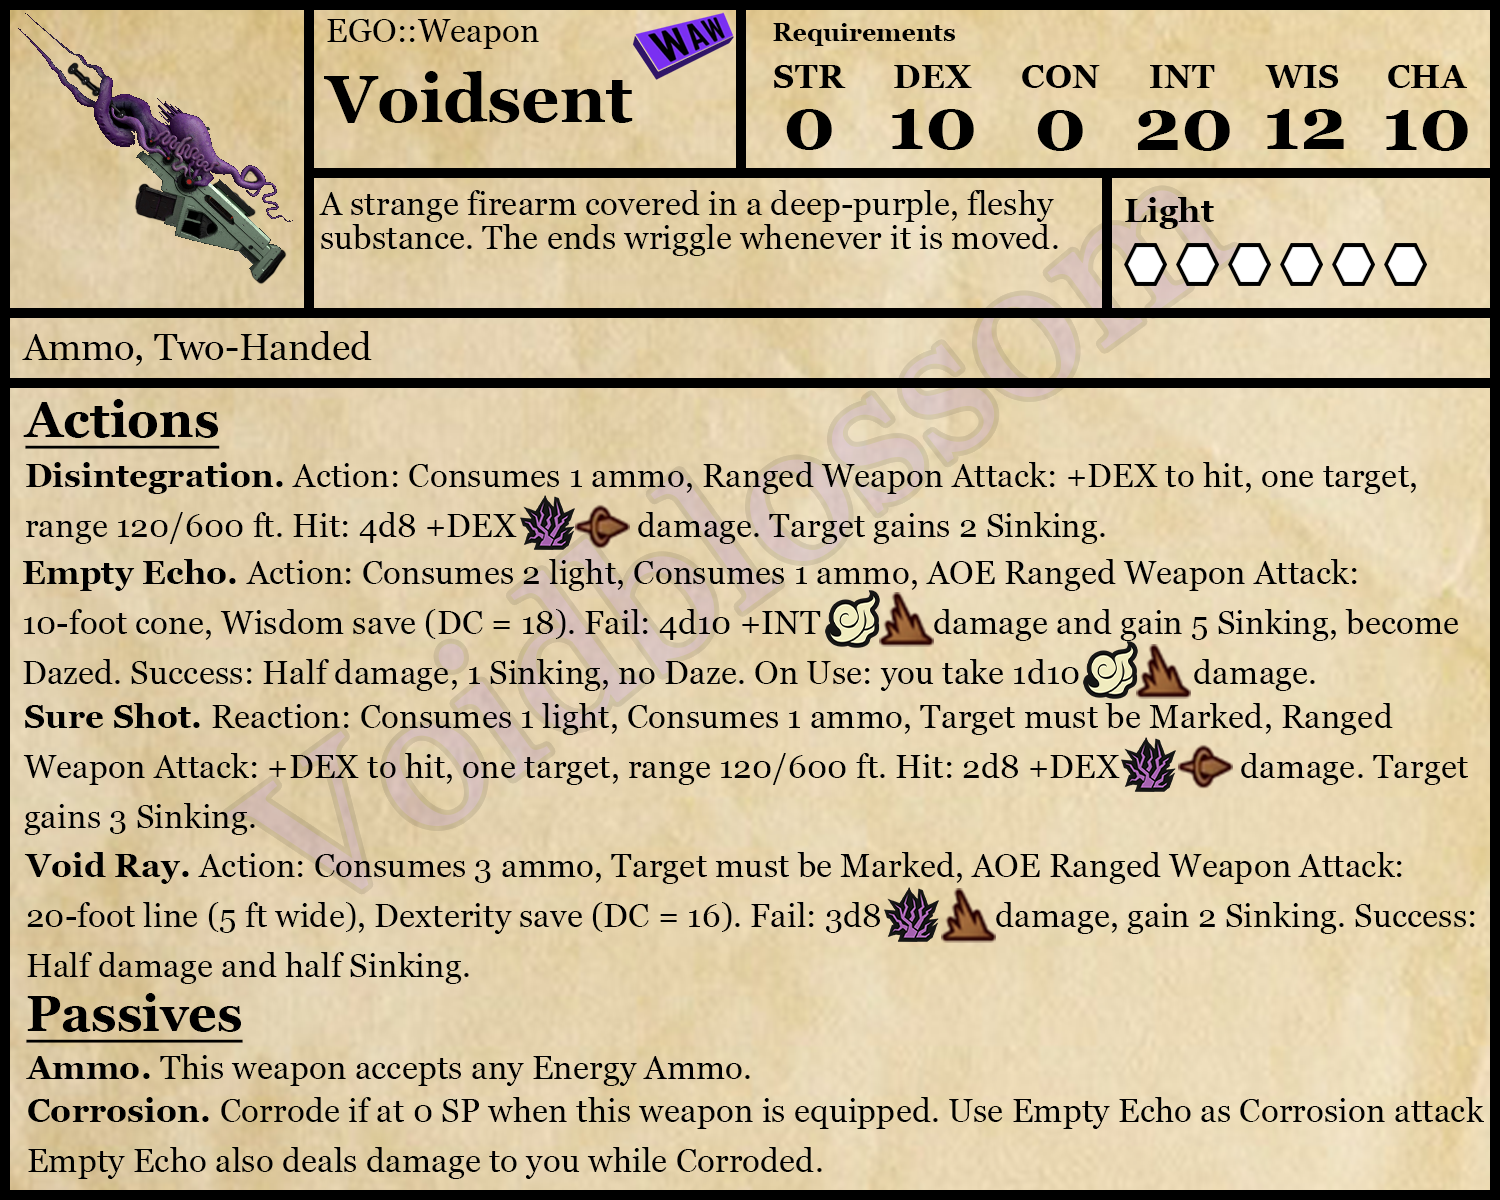 EGO::Weapon
WAW
Voidsent
Requirements
STR DEX CON INT WIS CHA
0 10 0 20 12 10
A strange firearm covered in a deep-purple, fleshy
substance. The ends wriggle whenever it is moved.
Light
Ammo, Two-Handed
Actions
Disintegration. Action: Consumes 1 ammo, Ranged Weapon Attack: +DEX to hit, one target,
range 120/600 ft. Hit: 4d8 +DEX damage. Target gains 2 Sinking.
Empty Echo. Action: Consumes 2 light, Consumes 1 ammo, AOE Ranged Weapon Attack:
10-foot cone, Wisdom save (DC = 18). Fail: 4d10 +INT damage and gain 5 Sinking, become
Dazed. Success: Half damage, 1 Sinking, no Daze. On Use: you take 1d10 damage.
Sure Shot. Reaction: Consumes 1 light, Consumes 1 ammo, Target must be Marked, Ranged
Weapon Attack: +DEX to hit, one target, range 120/600 ft. Hit: 2d8 +DEX damage. Target
gains 3 Sinking.
Void Ray. Action: Consumes 3 ammo, Target must be Marked, AOE Ranged Weapon Attack:
20-foot line (5 ft wide), Dexterity save (DC = 16). Fail: 3d8 damage, gain 2 Sinking. Success:
Half damage and half Sinking.
Passives
Ammo. This weapon accepts any Energy Ammo.
Corrosion. Corrode if at 0 SP when this weapon is equipped. Use Empty Echo as Corrosion attack
Empty Echo also deals damage to you while Corroded.
Voidblossom